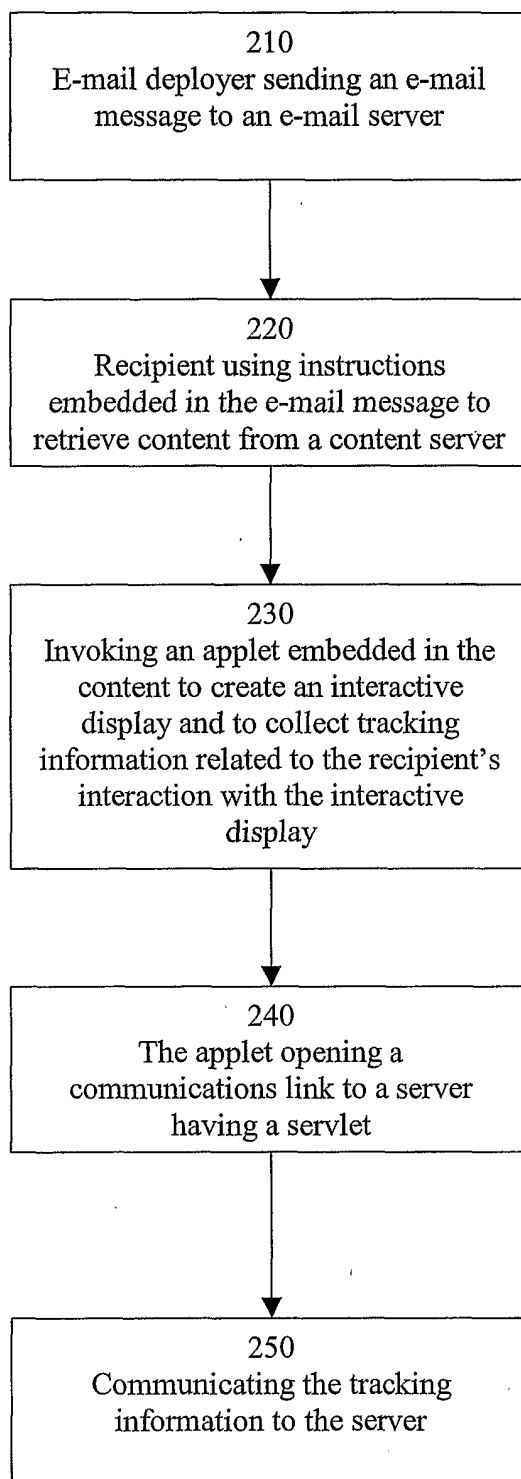 210
E-mail deployer sending an e-mail
message to an e-mail server
220
Recipient using instructions
embedded in the e-mail message to
retrieve content from a content server
230
Invoking an applet embedded in the
content to create an interactive
display and to collect tracking
information related to the recipient's
interaction with the interactive
display
240
The applet opening a
communications link to a server
having a servlet
250
Communicating the tracking
information to the server